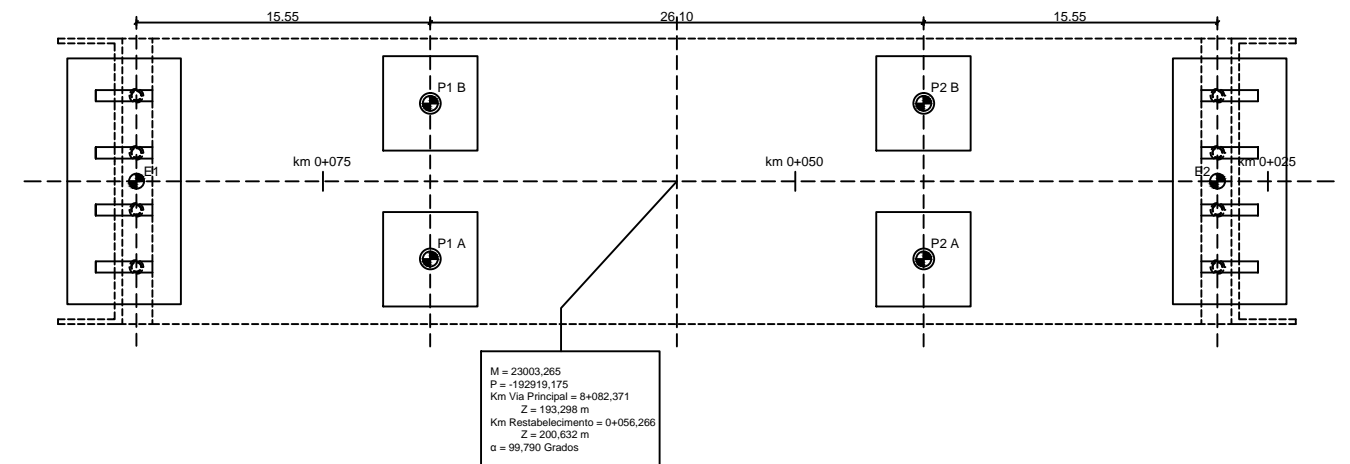 15.55
26.10
15.55
P1 B
P2 B
km 0+075
km 0+050
km 0+025
E1
E2
P1 A
P2 A
M = 23003,265
P = -192919,175
Km Via Principal = 8+082,371
Z = 193,298 m
Km Restabelecimento = 0+056,266
Z = 200,632 m
α = 99,790 Grados